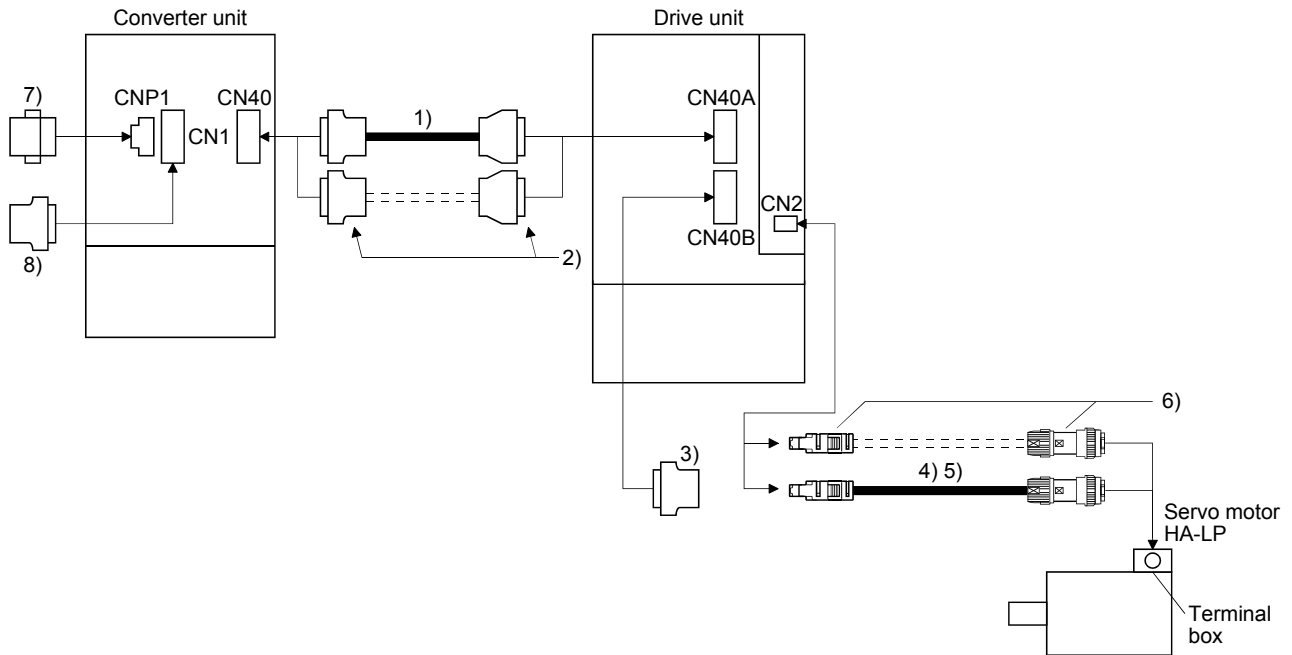 Converter unit
Drive unit
7)
CNP1
CN40
CN1
1)
CN40A
CN2
CN40B
8)
2)
6)
3)
4) 5)
Servo motor
HA-LP
Terminal
box